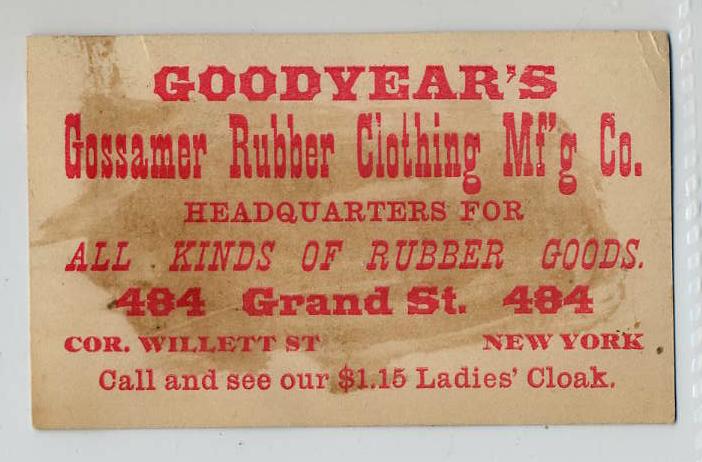 GOODYEAR'S
Gossamer Rubber Clothing Mf'g Co.
HEADQUARTERS FOR
ALL KINDS OF RUBBER GOODS.
484 Grand St. 484
COR. WILLETT ST NEW YORK
Call and see our $1.15 Ladies' Cloak.